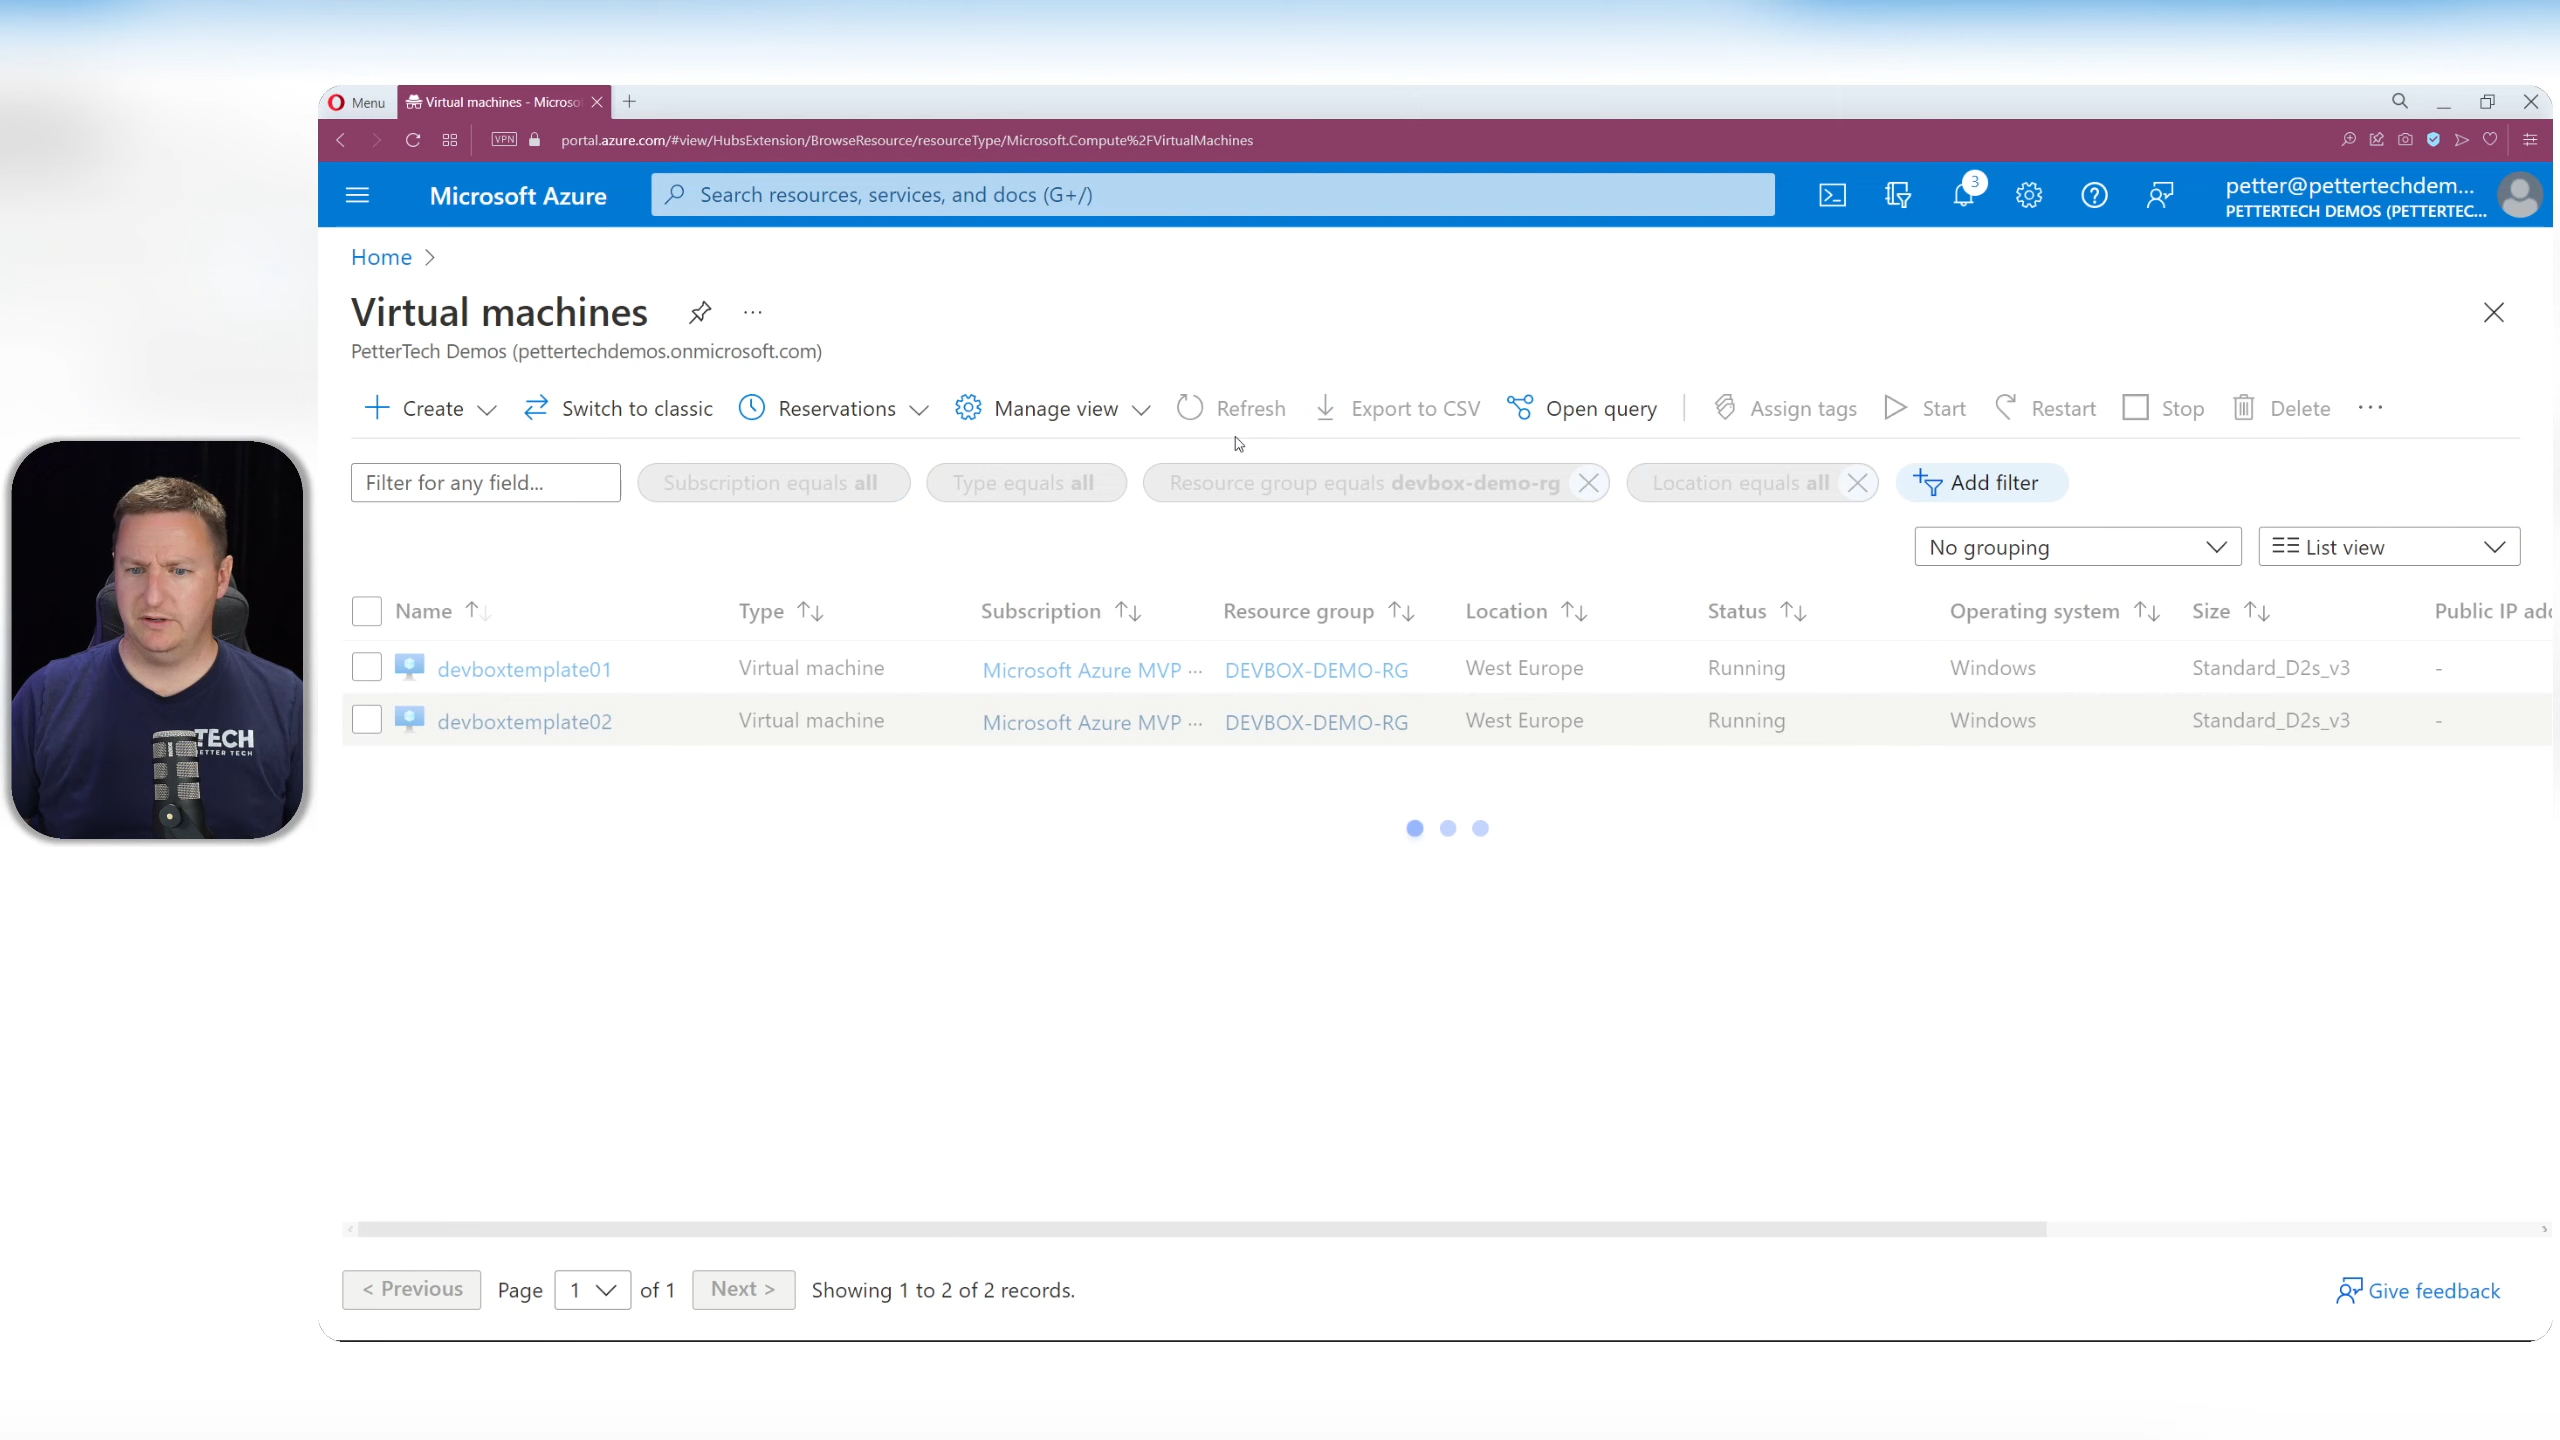 Menu
Virtual machines - Microso
VPN
portal.azure.com/#view/HubsExtension/BrowseResource/resourceType/Microsoft.Compute%2FVirtualMachines
Microsoft Azure
Search resources, services, and docs (G+/)
3
petter@pettertechdem...
PETTERTECH DEMOS (PETTERTEC...
Home >
Virtual machines ...
PetterTech Demos (pettertechdemos.onmicrosoft.com)
+ Create Switch to classic Reservations Manage view Refresh Export to CSV Open query Assign tags Start Restart Stop Delete ...
Filter for any field... Subscription equals all Type equals all Resource group equals devbox-demo-rg Location equals all Add filter
No grouping List view
Name Type Subscription Resource group Location Status Operating system Size Public IP add
devboxtemplate01 Virtual machine Microsoft Azure MVP ... DEVBOX-DEMO-RG West Europe Running Windows Standard_D2s_v3 -
devboxtemplate02 Virtual machine Microsoft Azure MVP ... DEVBOX-DEMO-RG West Europe Running Windows Standard_D2s_v3 -
TECH
ETTER TECH
< Previous Page 1 of 1 Next > Showing 1 to 2 of 2 records.
Give feedback